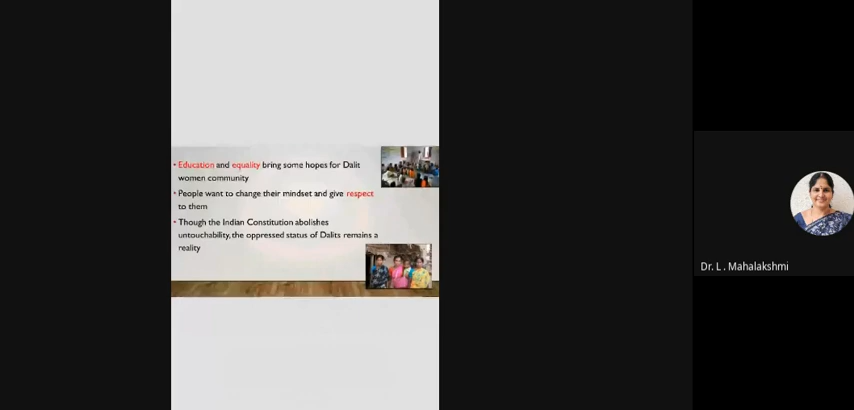 • Education and equality bring some hopes for Dalit
women community
• People want to change their mindset and give respect
to them
• Though the Indian Constitution abolishes
untouchability, the oppressed status of Dalits remains a
reality
Dr. L . Mahalakshmi